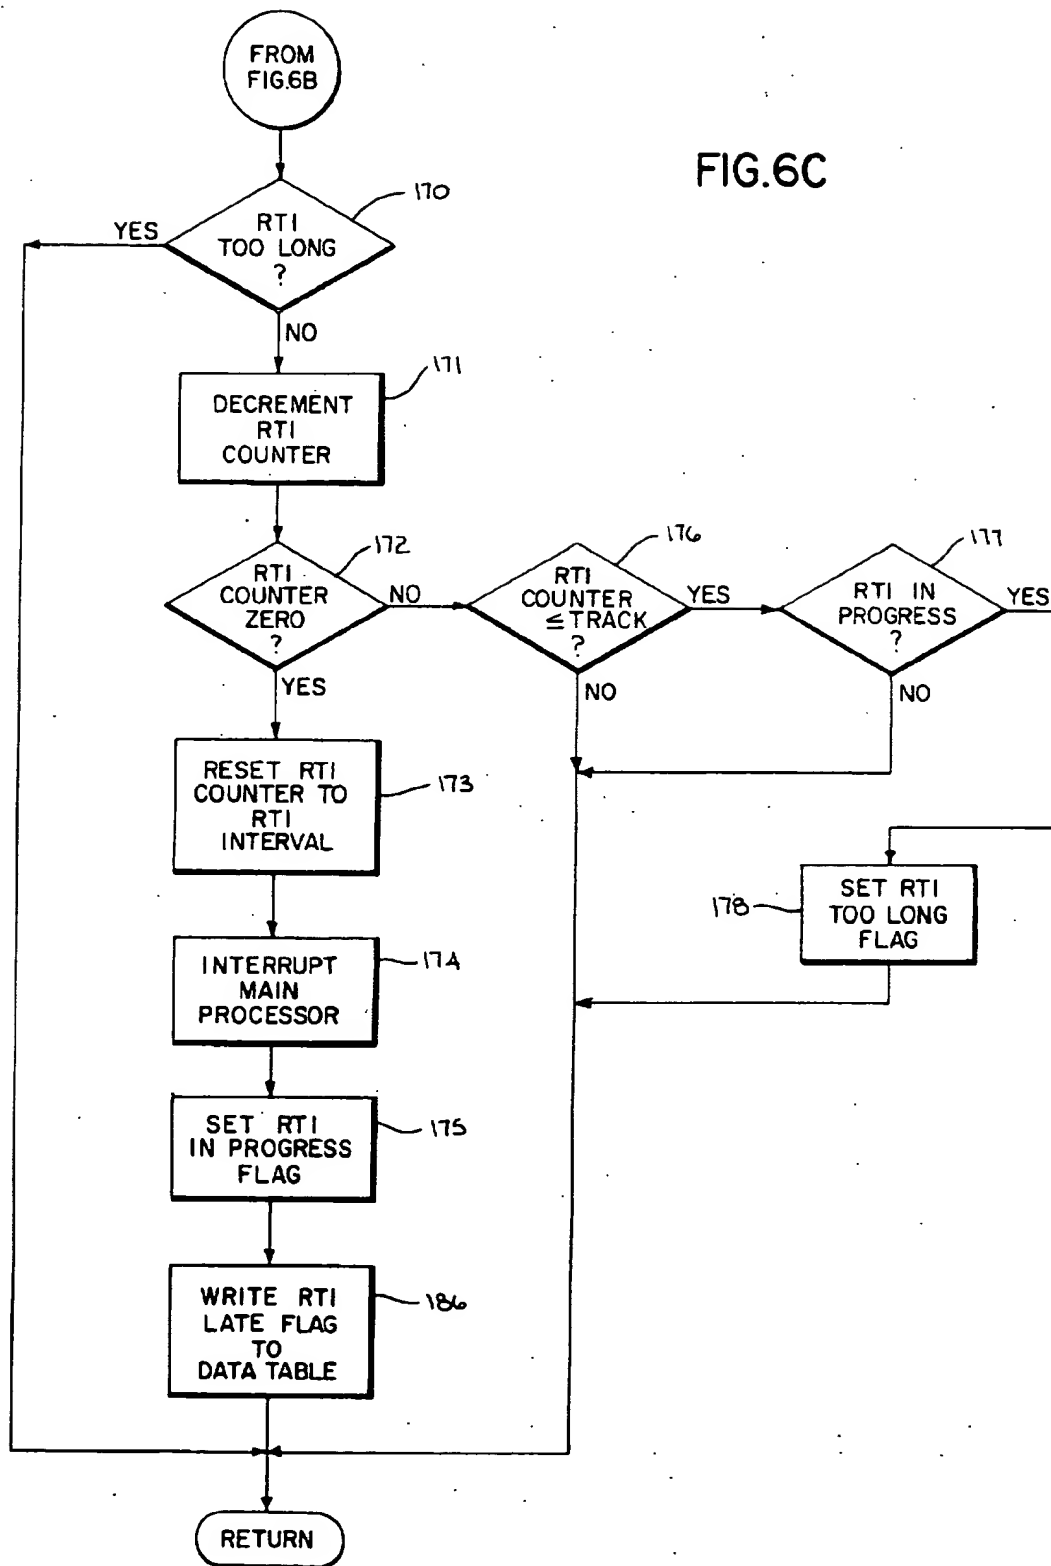 FROM
FIG.6B
FIG.6C
170
YES
RTI
TOO LONG
?
NO
171
DECREMENT
RTI
COUNTER
172
RTI
COUNTER
ZERO
?
NO
YES
176
RTI
COUNTER
≤ TRACK
?
YES
NO
177
RTI IN
PROGRESS
?
YES
NO
RESET RTI
COUNTER TO
RTI
INTERVAL
173
178
SET RTI
TOO LONG
FLAG
INTERRUPT
MAIN
PROCESSOR
174
SET RTI
IN PROGRESS
FLAG
175
WRITE RTI
LATE FLAG
TO
DATA TABLE
186
RETURN